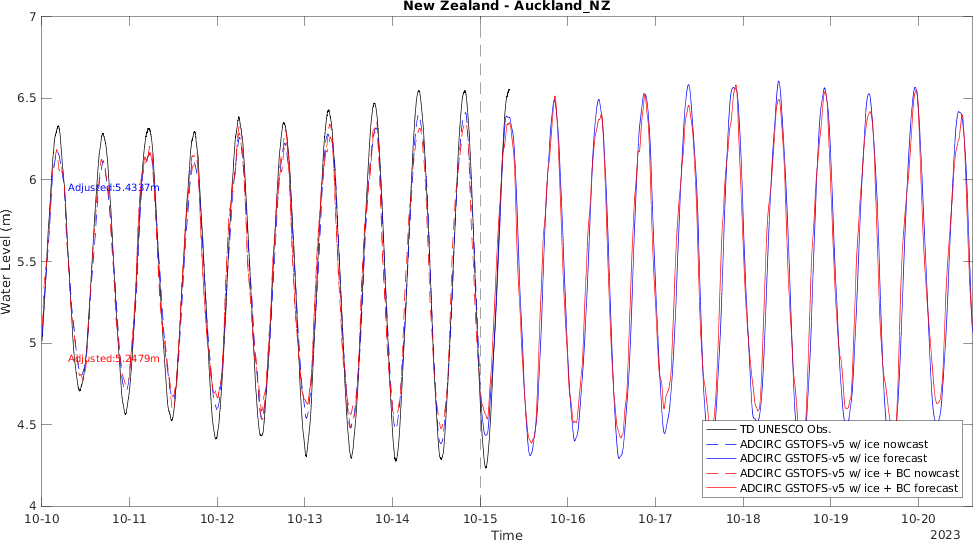 New Zealand - Auckland_NZ
7
6.5
6
5.5
5
4.5
4
Water Level (m)
Adjusted:5.4337m
Adjusted:5.2479m
TD UNESCO Obs.
ADCIRC GSTOFS-v5 w/ ice nowcast
ADCIRC GSTOFS-v5 w/ ice forecast
ADCIRC GSTOFS-v5 w/ ice + BC nowcast
ADCIRC GSTOFS-v5 w/ ice + BC forecast
10-10 10-11 10-12 10-13 10-14 10-15 10-16 10-17 10-18 10-19 10-20
2023
Time